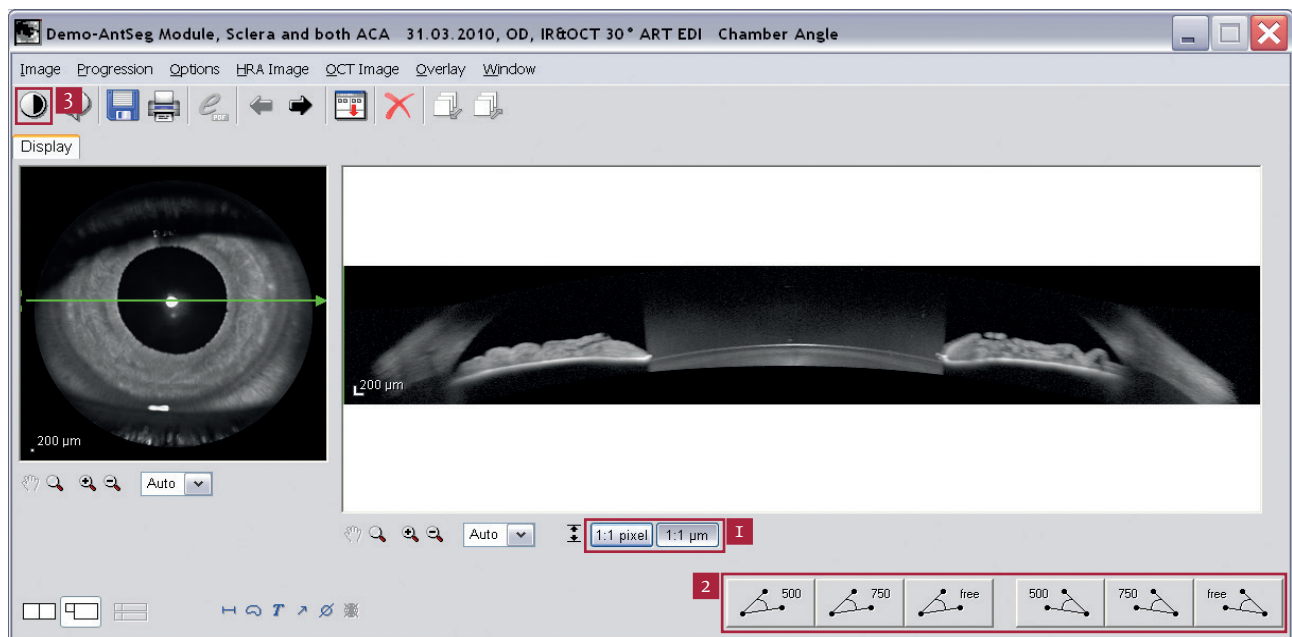 Demo-AntSeg Module, Sclera and both ACA 31.03.2010, OD, IR&OCT 30° ART EDI Chamber Angle
Image Progression Options HRA Image OCT Image Overlay Window
3
Display
200 µm
200 µm
Auto
Auto 1:1 pixel 1:1 µm 1
2
500 750 free 500 750 free
T